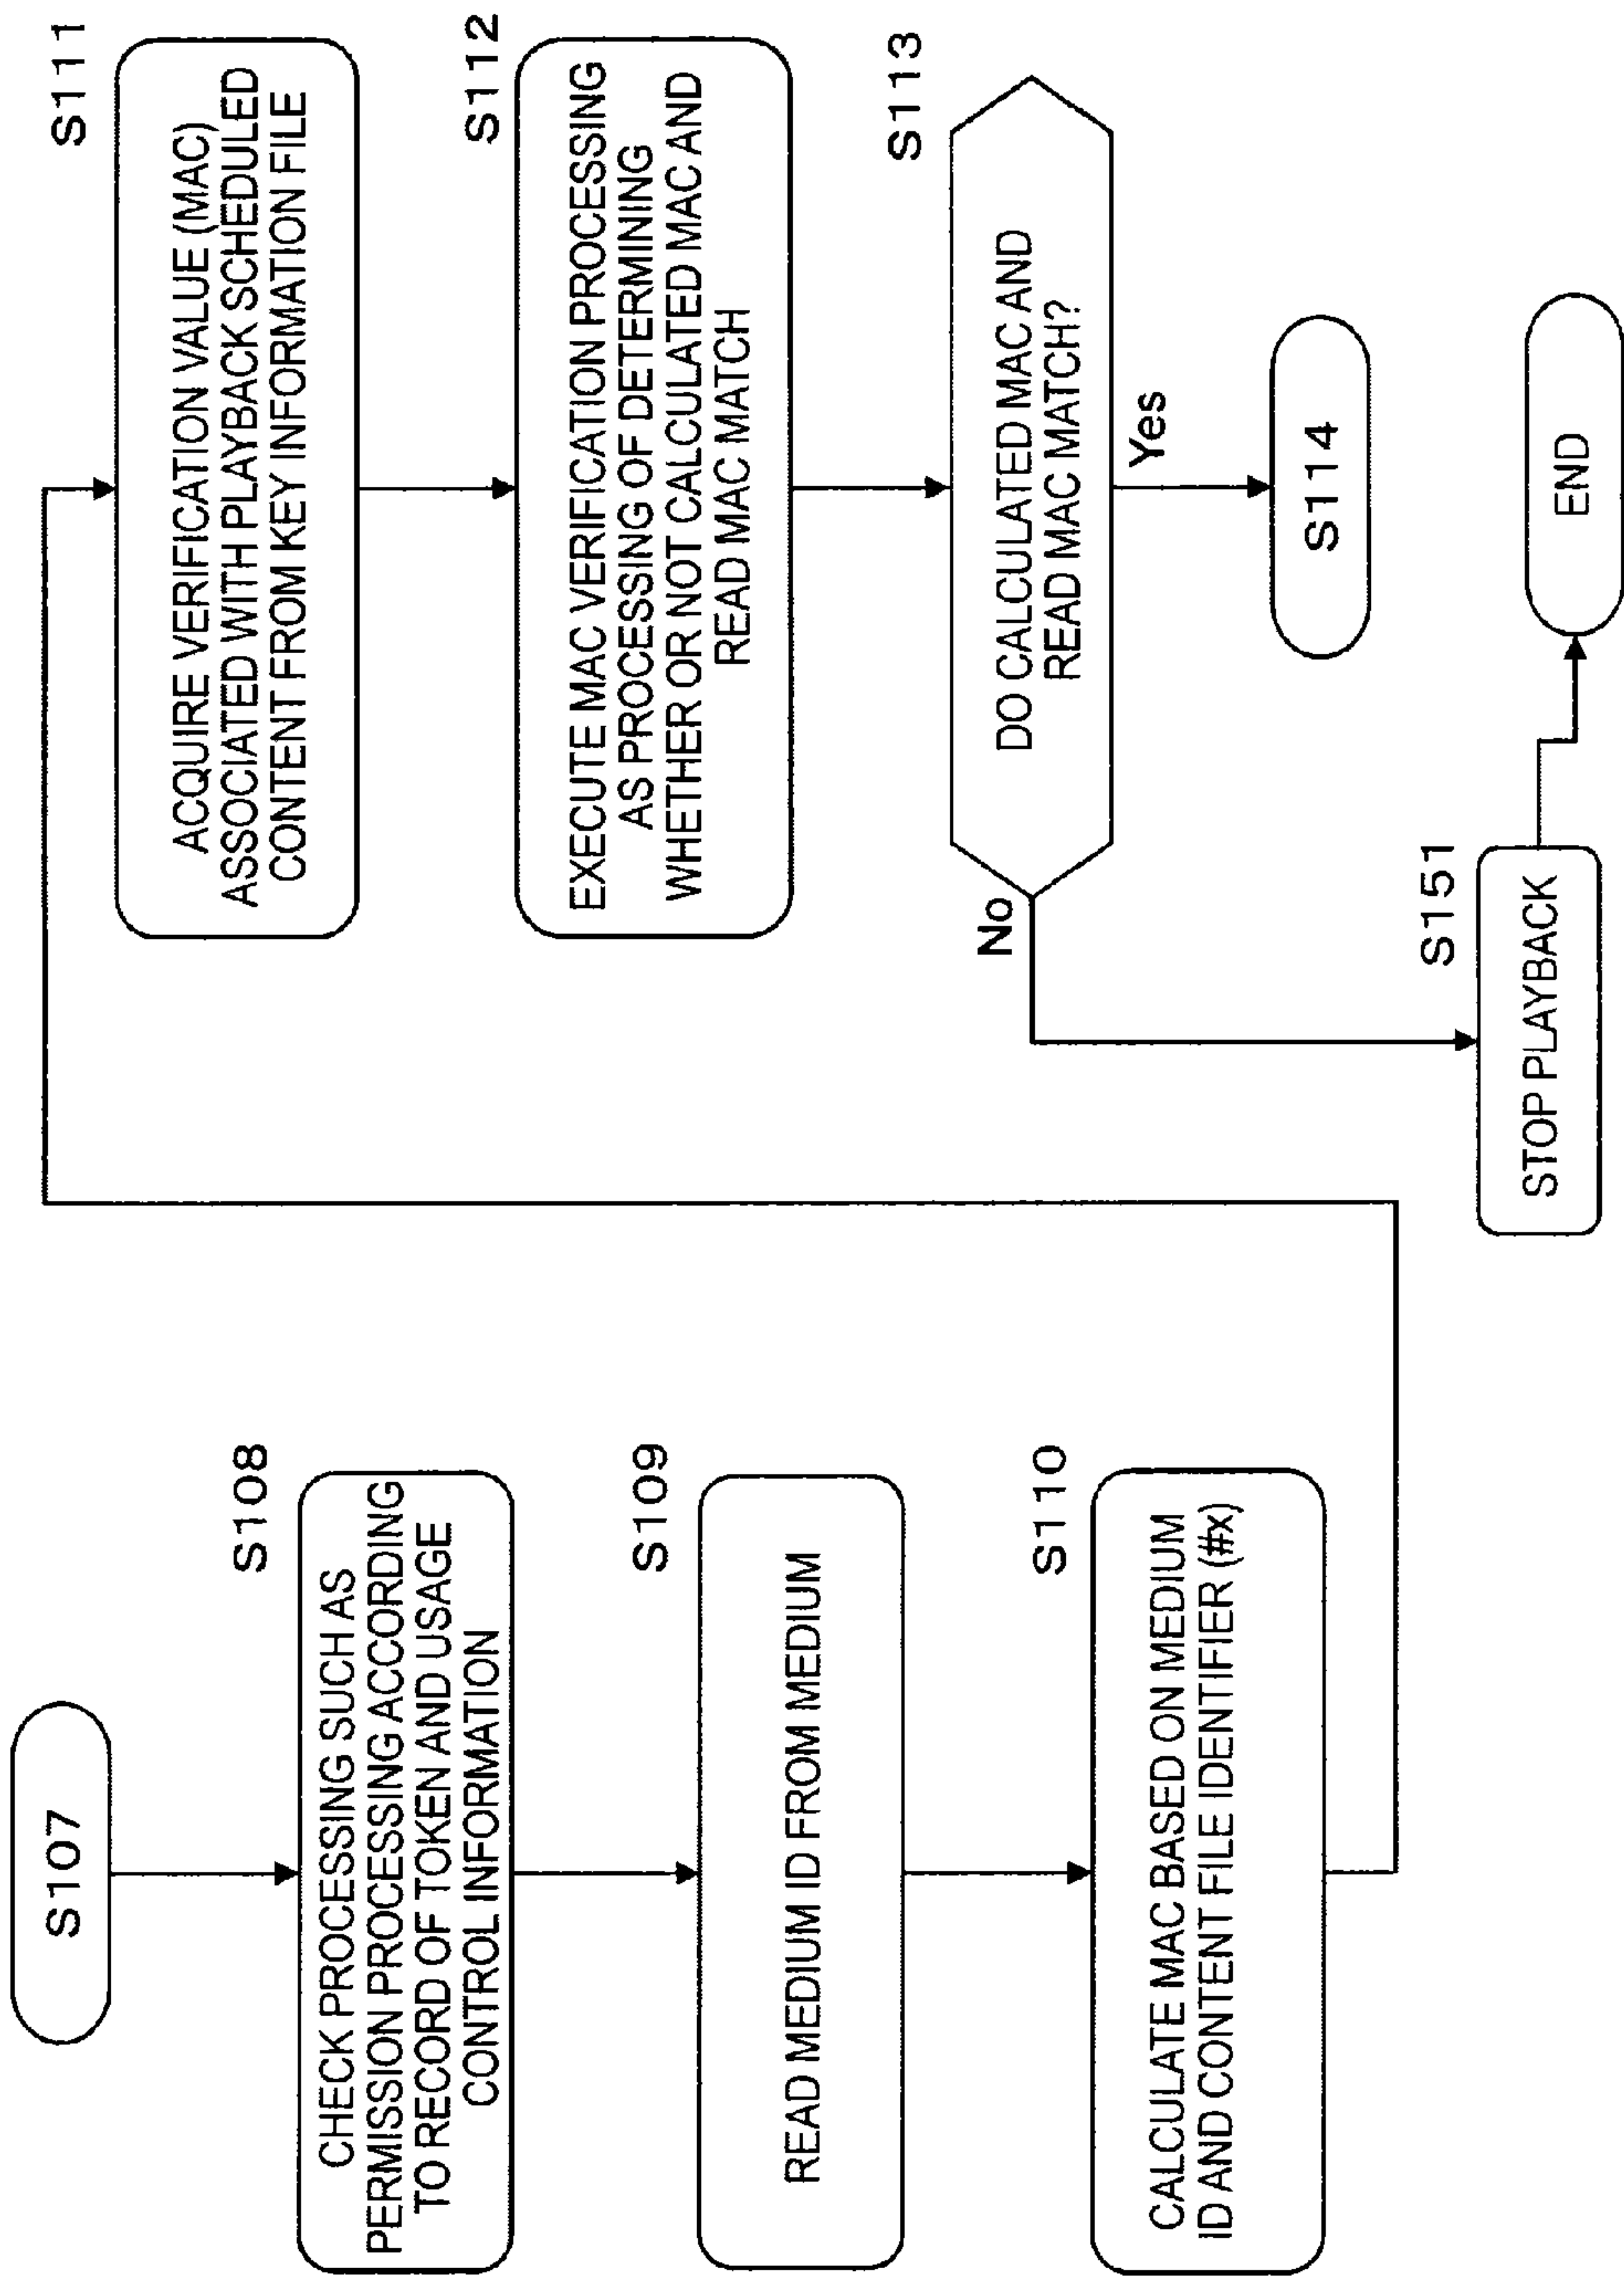 S107
S108
CHECK PROCESSING SUCH AS
PERMISSION PROCESSING ACCORDING
TO RECORD OF TOKEN AND USAGE
CONTROL INFORMATION
S109
READ MEDIUM ID FROM MEDIUM
S110
CALCULATE MAC BASED ON MEDIUM
ID AND CONTENT FILE IDENTIFIER (#x)
S111
ACQUIRE VERIFICATION VALUE (MAC)
ASSOCIATED WITH PLAYBACK SCHEDULED
CONTENT FROM KEY INFORMATION FILE
S112
EXECUTE MAC VERIFICATION PROCESSING
AS PROCESSING OF DETERMINING
WHETHER OR NOT CALCULATED MAC AND
READ MAC MATCH
S113
DO CALCULATED MAC AND
READ MAC MATCH?
No
Yes
S114
S151
STOP PLAYBACK
END